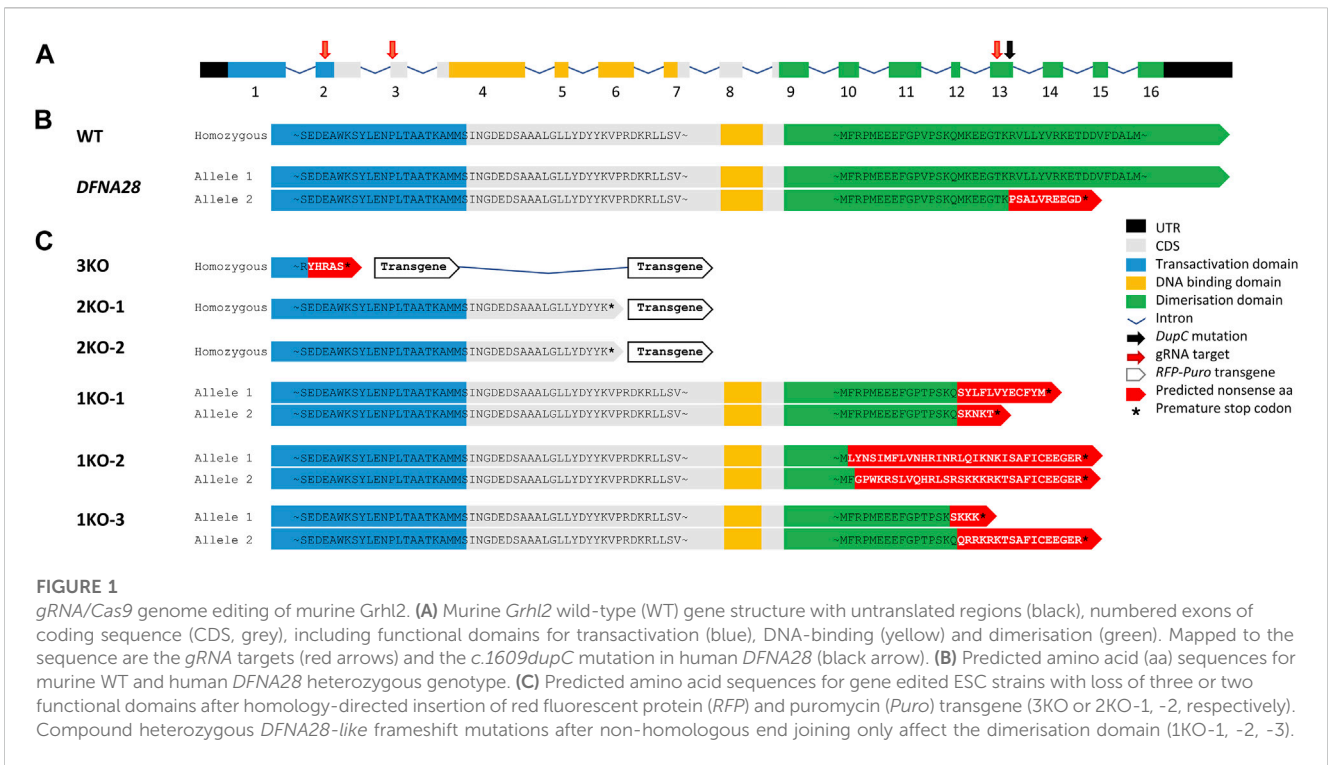 A
1 2 3 4 5 6 7 8 9 10 11 12 13 14 15 16
B
WT
Homozygous ~SEDEAWKSYLENPLTAATKAMMSINGDEDSAAALGLLYDYYKVPRDKRLLSV~ ~MFRPMEEEFGPVPSKQMKEEGTKRVLLYVRKETDDVFDALM~
DFNA28
Allele 1 ~SEDEAWKSYLENPLTAATKAMMSINGDEDSAAALGLLYDYYKVPRDKRLLSV~ ~MFRPMEEEFGPVPSKQMKEEGTKRVLLYVRKETDDVFDALM~
Allele 2 ~SEDEAWKSYLENPLTAATKAMMSINGDEDSAAALGLLYDYYKVPRDKRLLSV~ ~MFRPMEEEFGPVPSKQMKEEGTKPSALVREEGD*
C
3KO
Homozygous ~RYHRAS* Transgene Transgene
2KO-1
Homozygous ~SEDEAWKSYLENPLTAATKAMMSINGDEDSAAALGLLYDYYK* Transgene
2KO-2
Homozygous ~SEDEAWKSYLENPLTAATKAMMSINGDEDSAAALGLLYDYYK* Transgene
1KO-1
Allele 1 ~SEDEAWKSYLENPLTAATKAMMSINGDEDSAAALGLLYDYYKVPRDKRLLSV~ ~MFRPMEEEFGPTPSKQSYLFLVYECFYM*
Allele 2 ~SEDEAWKSYLENPLTAATKAMMSINGDEDSAAALGLLYDYYKVPRDKRLLSV~ ~MFRPMEEEFGPTPSKQSKNKT*
1KO-2
Allele 1 ~SEDEAWKSYLENPLTAATKAMMSINGDEDSAAALGLLYDYYKVPRDKRLLSV~ ~MLYNSIMFLVNHRINRLQIKNKISAFICEEGER*
Allele 2 ~SEDEAWKSYLENPLTAATKAMMSINGDEDSAAALGLLYDYYKVPRDKRLLSV~ ~MFGPWKRSLVQHRLSRSKKKRKTSAFICEEGER*
1KO-3
Allele 1 ~SEDEAWKSYLENPLTAATKAMMSINGDEDSAAALGLLYDYYKVPRDKRLLSV~ ~MFRPMEEEFGPTPSKSKKK*
Allele 2 ~SEDEAWKSYLENPLTAATKAMMSINGDEDSAAALGLLYDYYKVPRDKRLLSV~ ~MFRPMEEEFGPTPSKQQRRKRKTSAFICEEGER*
UTR
CDS
Transactivation domain
DNA binding domain
Dimerisation domain
Intron
DupC mutation
gRNA target
RFP-Puro transgene
Predicted nonsense aa
* Premature stop codon
FIGURE 1
gRNA/Cas9 genome editing of murine Grhl2. (A) Murine Grhl2 wild-type (WT) gene structure with untranslated regions (black), numbered exons of
coding sequence (CDS, grey), including functional domains for transactivation (blue), DNA-binding (yellow) and dimerisation (green). Mapped to the
sequence are the gRNA targets (red arrows) and the c.1609dupC mutation in human DFNA28 (black arrow). (B) Predicted amino acid (aa) sequences for
murine WT and human DFNA28 heterozygous genotype. (C) Predicted amino acid sequences for gene edited ESC strains with loss of three or two
functional domains after homology-directed insertion of red fluorescent protein (RFP) and puromycin (Puro) transgene (3KO or 2KO-1, -2, respectively).
Compound heterozygous DFNA28-like frameshift mutations after non-homologous end joining only affect the dimerisation domain (1KO-1, -2, -3).